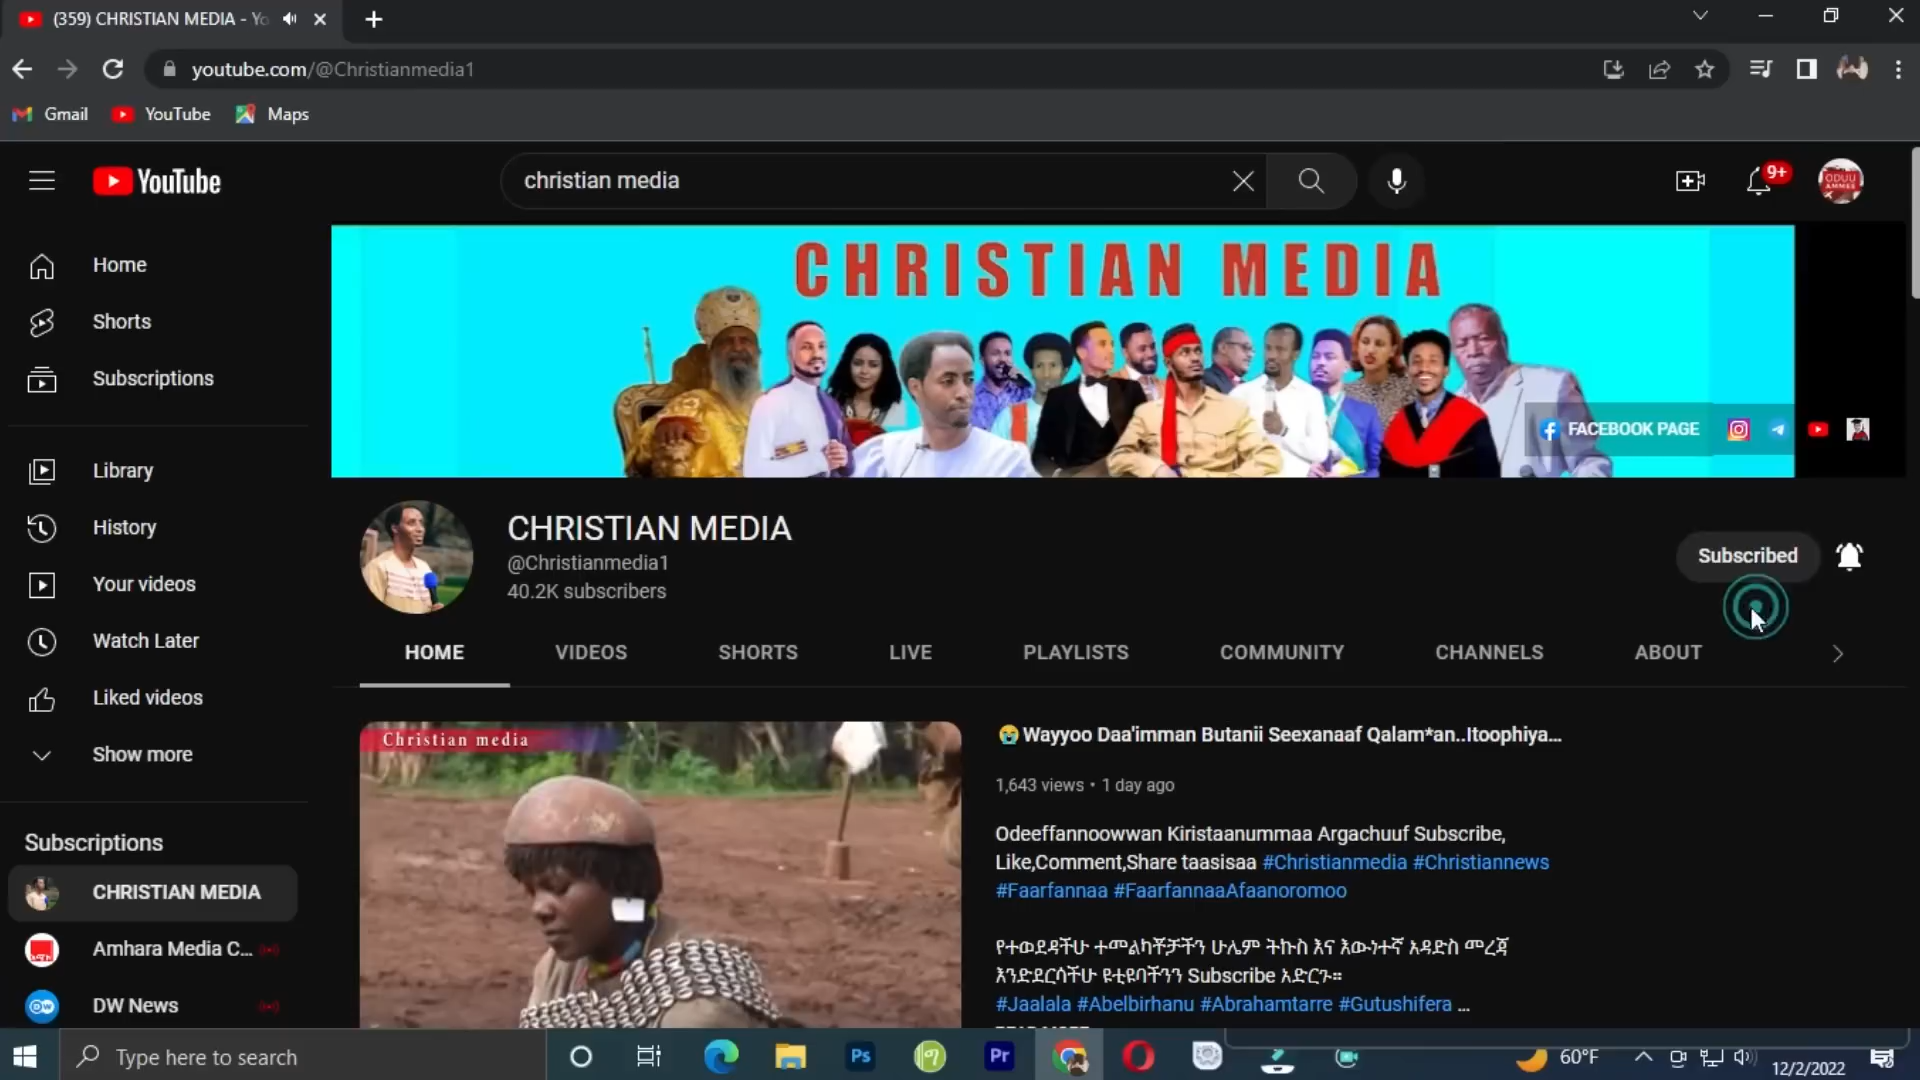 (359) CHRISTIAN MEDIA - Yo
youtube.com/@Christianmedia1
Gmail
YouTube
Maps
YouTube
christian media
9+
ODUU
AMMEE
Home
Shorts
Subscriptions
Library
History
Your videos
Watch Later
Liked videos
Show more
Subscriptions
CHRISTIAN MEDIA
Amhara Media C...
DW News
CHRISTIAN MEDIA
FACEBOOK PAGE
CHRISTIAN MEDIA
@Christianmedia1
40.2K subscribers
Subscribed
HOME
VIDEOS
SHORTS
LIVE
PLAYLISTS
COMMUNITY
CHANNELS
ABOUT
Christian media
😭Wayyoo Daa'imman Butanii Seexanaaf Qalam*an..Itoophiya...
1,643 views • 1 day ago
Odeeffannoowwan Kiristaanummaa Argachuuf Subscribe,
Like,Comment,Share taasisaa #Christianmedia #Christiannews
#Faarfannaa #FaarfannaaAfaanoromoo
የተወደዳችሁ ተመልካቾቻችን ሁሌም ትኩስ እና እውነተኛ አዳድስ መረጃ
እንድደርሳችሁ ዩቲዩባችንን Subscribe አድርጉ።
#Jaalala #Abelbirhanu #Abrahamtarre #Gutushifera ...
Type here to search
Ps
Pr
60°F
12/2/2022